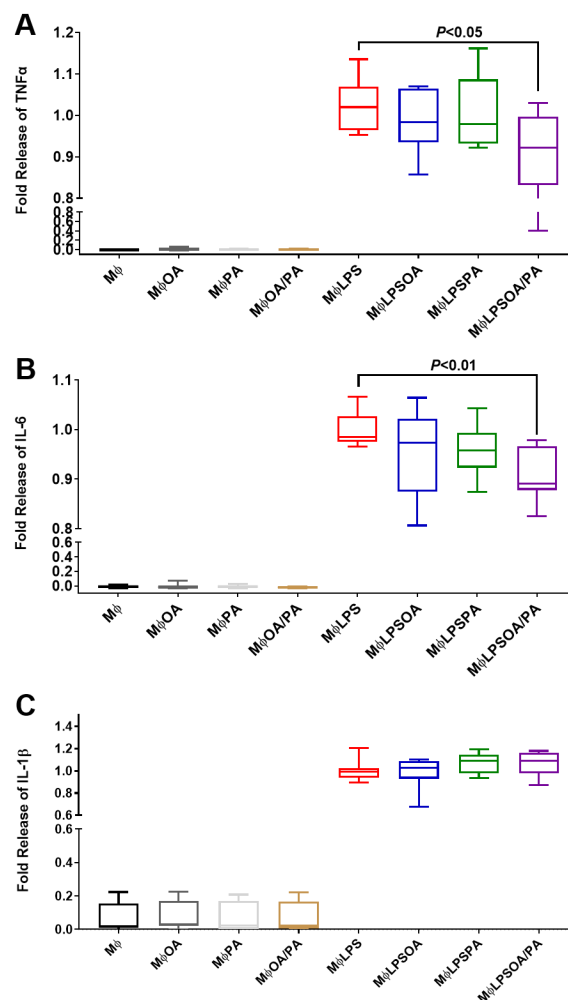 A
Fold Release of TNFα
1.2
1.1
1.0
0.9
0.8
0.8
0.6
0.4
0.2
0.0
P<0.05
Mϕ
MϕOA
MϕPA
MϕOA/PA
MϕLPS
MϕLPSOA
MϕLPSPA
MϕLPSOA/PA
B
Fold Release of IL-6
1.1
1.0
0.9
0.8
0.6
0.4
0.2
0.0
P<0.01
Mϕ
MϕOA
MϕPA
MϕOA/PA
MϕLPS
MϕLPSOA
MϕLPSPA
MϕLPSOA/PA
C
Fold Release of IL-1β
1.4
1.2
1.0
0.8
0.6
0.6
0.4
0.2
0.0
Mϕ
MϕOA
MϕPA
MϕOA/PA
MϕLPS
MϕLPSOA
MϕLPSPA
MϕLPSOA/PA